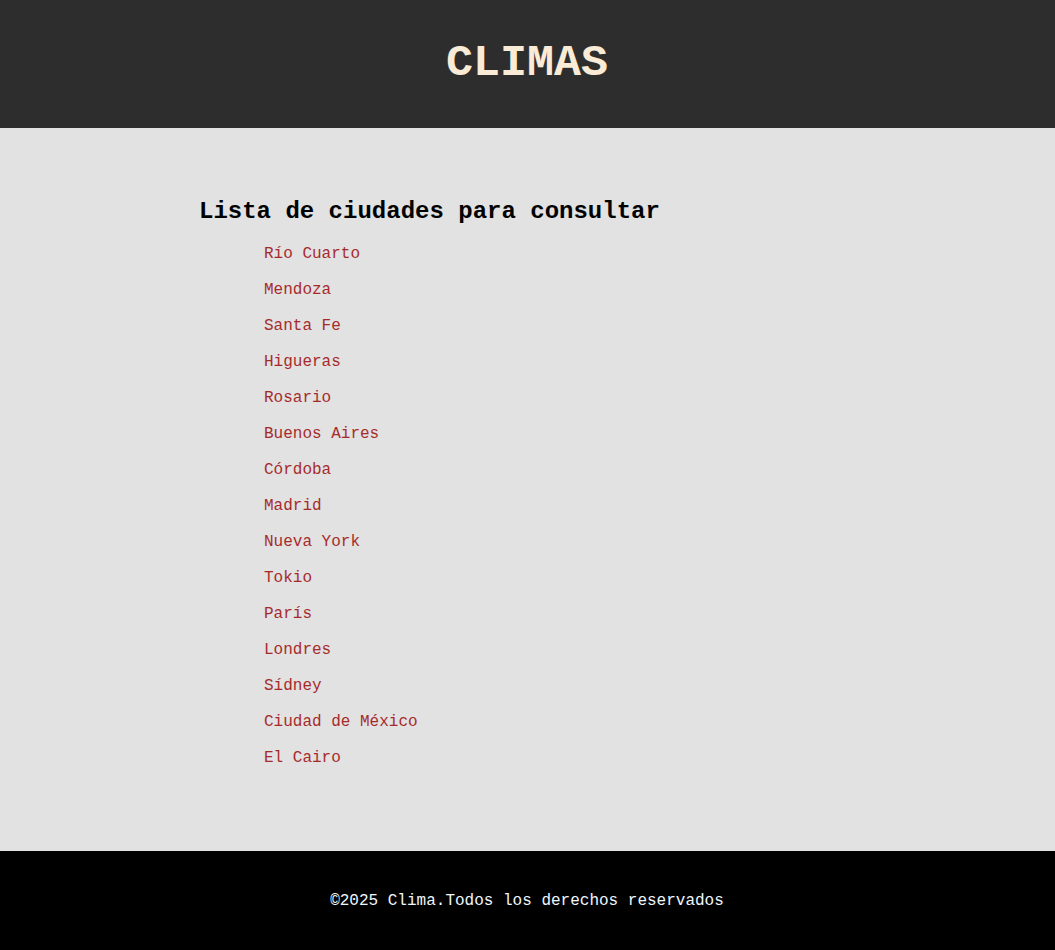 CLIMAS
Lista de ciudades para consultar
Río Cuarto
Mendoza
Santa Fe
Higueras
Rosario
Buenos Aires
Córdoba
Madrid
Nueva York
Tokio
París
Londres
Sídney
Ciudad de México
El Cairo
©2025 Clima.Todos los derechos reservados